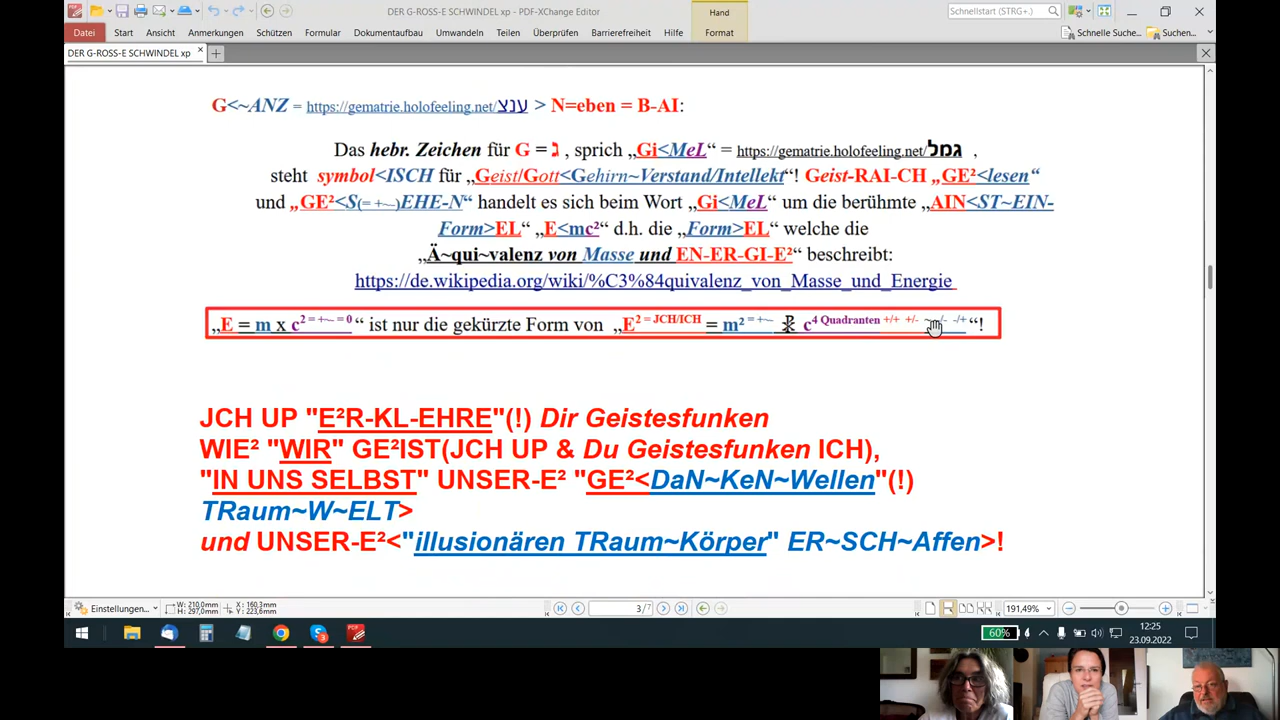 DER G-ROSS-E SCHWINDEL xp - PDF-XChange Editor
Hand
Schnellstart (STRG+.)
Datei Start Ansicht Anmerkungen Schützen Formular Dokumentaufbau Umwandeln Teilen Überprüfen Barrierefreiheit Hilfe Format Schnelle Suche... Suchen...
DER G-ROSS-E SCHWINDEL xp
G<~ANZ = https://gematrie.holofeeling.net/ענצ > N=eben = B-AI:
Das hebr. Zeichen für G = ג , sprich „Gi<MeL“ = https://gematrie.holofeeling.net/גמל ,
steht symbol<ISCH für „Geist/Gott<Gehirn~Verstand/Intellekt“! Geist-RAI-CH „GE²<lesen“
und „GE²<S(= +~–)EHE-N“ handelt es sich beim Wort „Gi<MeL“ um die berühmte „AIN<ST~EIN-
Form>EL“ „E<mc²“ d.h. die „Form>EL“ welche die
„Ä~qui~valenz von Masse und EN-ER-GI-E²“ beschreibt:
https://de.wikipedia.org/wiki/%C3%84quivalenz_von_Masse_und_Energie
„E = m x c² = +~– = 0 “ ist nur die gekürzte Form von „E² = JCH/ICH = m² = +~– x c⁴ Quadranten +/+ +/- -/+ “!
JCH UP "E²R-KL-EHRE"(!) Dir Geistesfunken
WIE² "WIR" GE²IST(JCH UP & Du Geistesfunken ICH),
"IN UNS SELBST" UNSER-E² "GE²<DaN~KeN~Wellen"(!)
TRaum~W~ELT>
und UNSER-E²<"illusionären TRaum~Körper" ER~SCH~Affen>!
Einstellungen... W: 210,0mm X: 160,3mm 3/7 191,49%
H: 297,0mm Y: 223,6mm
60% 12:25
23.09.2022